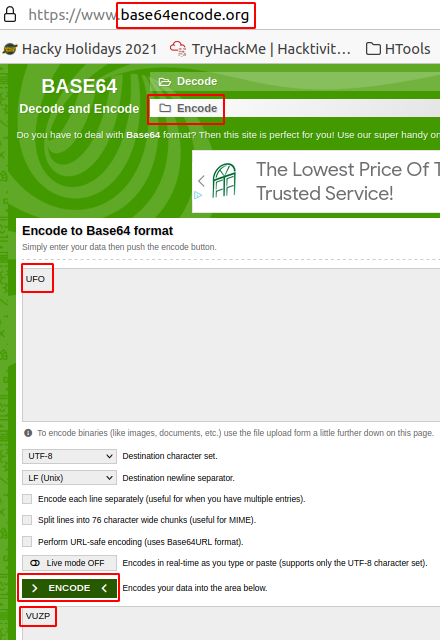 https://www.base64encode.org
Hacky Holidays 2021 TryHackMe | Hacktivit… HTools
BASE64
Decode and Encode
Decode
Encode
Do you have to deal with Base64 format? Then this site is perfect for you! Use our super handy on
The Lowest Price Of T
Trusted Service!
Encode to Base64 format
Simply enter your data then push the encode button.
UFO
To encode binaries (like images, documents, etc.) use the file upload form a little further down on this page.
UTF-8 Destination character set.
LF (Unix) Destination newline separator.
Encode each line separately (useful for when you have multiple entries).
Split lines into 76 character wide chunks (useful for MIME).
Perform URL-safe encoding (uses Base64URL format).
Live mode OFF Encodes in real-time as you type or paste (supports only the UTF-8 character set).
ENCODE Encodes your data into the area below.
VUZP